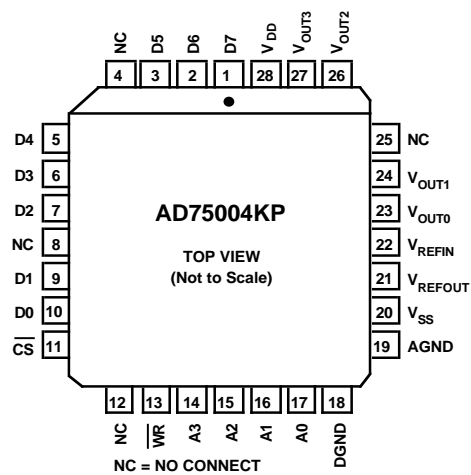 NC D5 D6 D7 VDD VOUT3 VOUT2
4 3 2 1 28 27 26
D4 5 25 NC
D3 6 24 VOUT1
D2 7 23 VOUT0
AD75004KP
NC 8 22 VREFIN
TOP VIEW
(Not to Scale)
D1 9 21 VREFOUT
D0 10 20 VSS
CS 11 19 AGND
12 13 14 15 16 17 18
NC WR A3 A2 A1 A0 DGND
NC = NO CONNECT